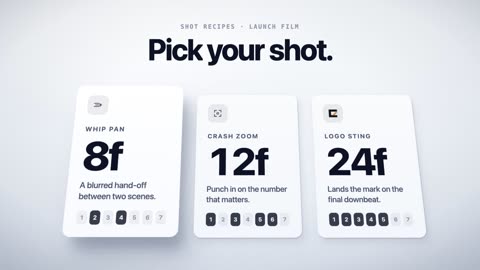 SHOT RECIPES · LAUNCH FILM
Pick your shot.
WHIP PAN
8f
A blurred hand-off
between two scenes.
1 2 3 4 5 6 7
CRASH ZOOM
12f
Punch in on the number
that matters.
1 2 3 4 5 6 7
LOGO STING
24f
Lands the mark on the
final downbeat.
1 2 3 4 5 6 7